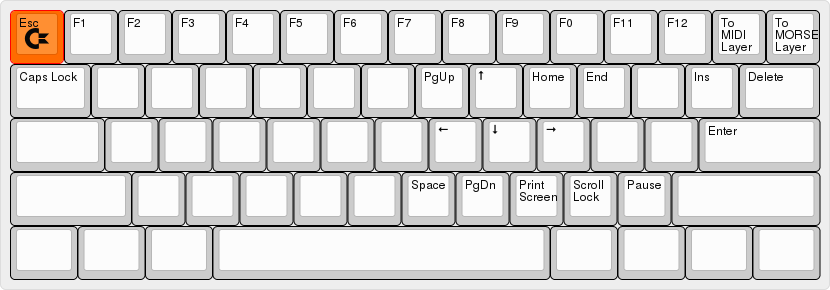 Esc F1 F2 F3 F4 F5 F6 F7 F8 F9 F0 F11 F12 To MIDI Layer To MORSE Layer
Caps Lock PgUp ↑ Home End Ins Delete
← ↓ → Enter
Space PgDn Print Screen Scroll Lock Pause